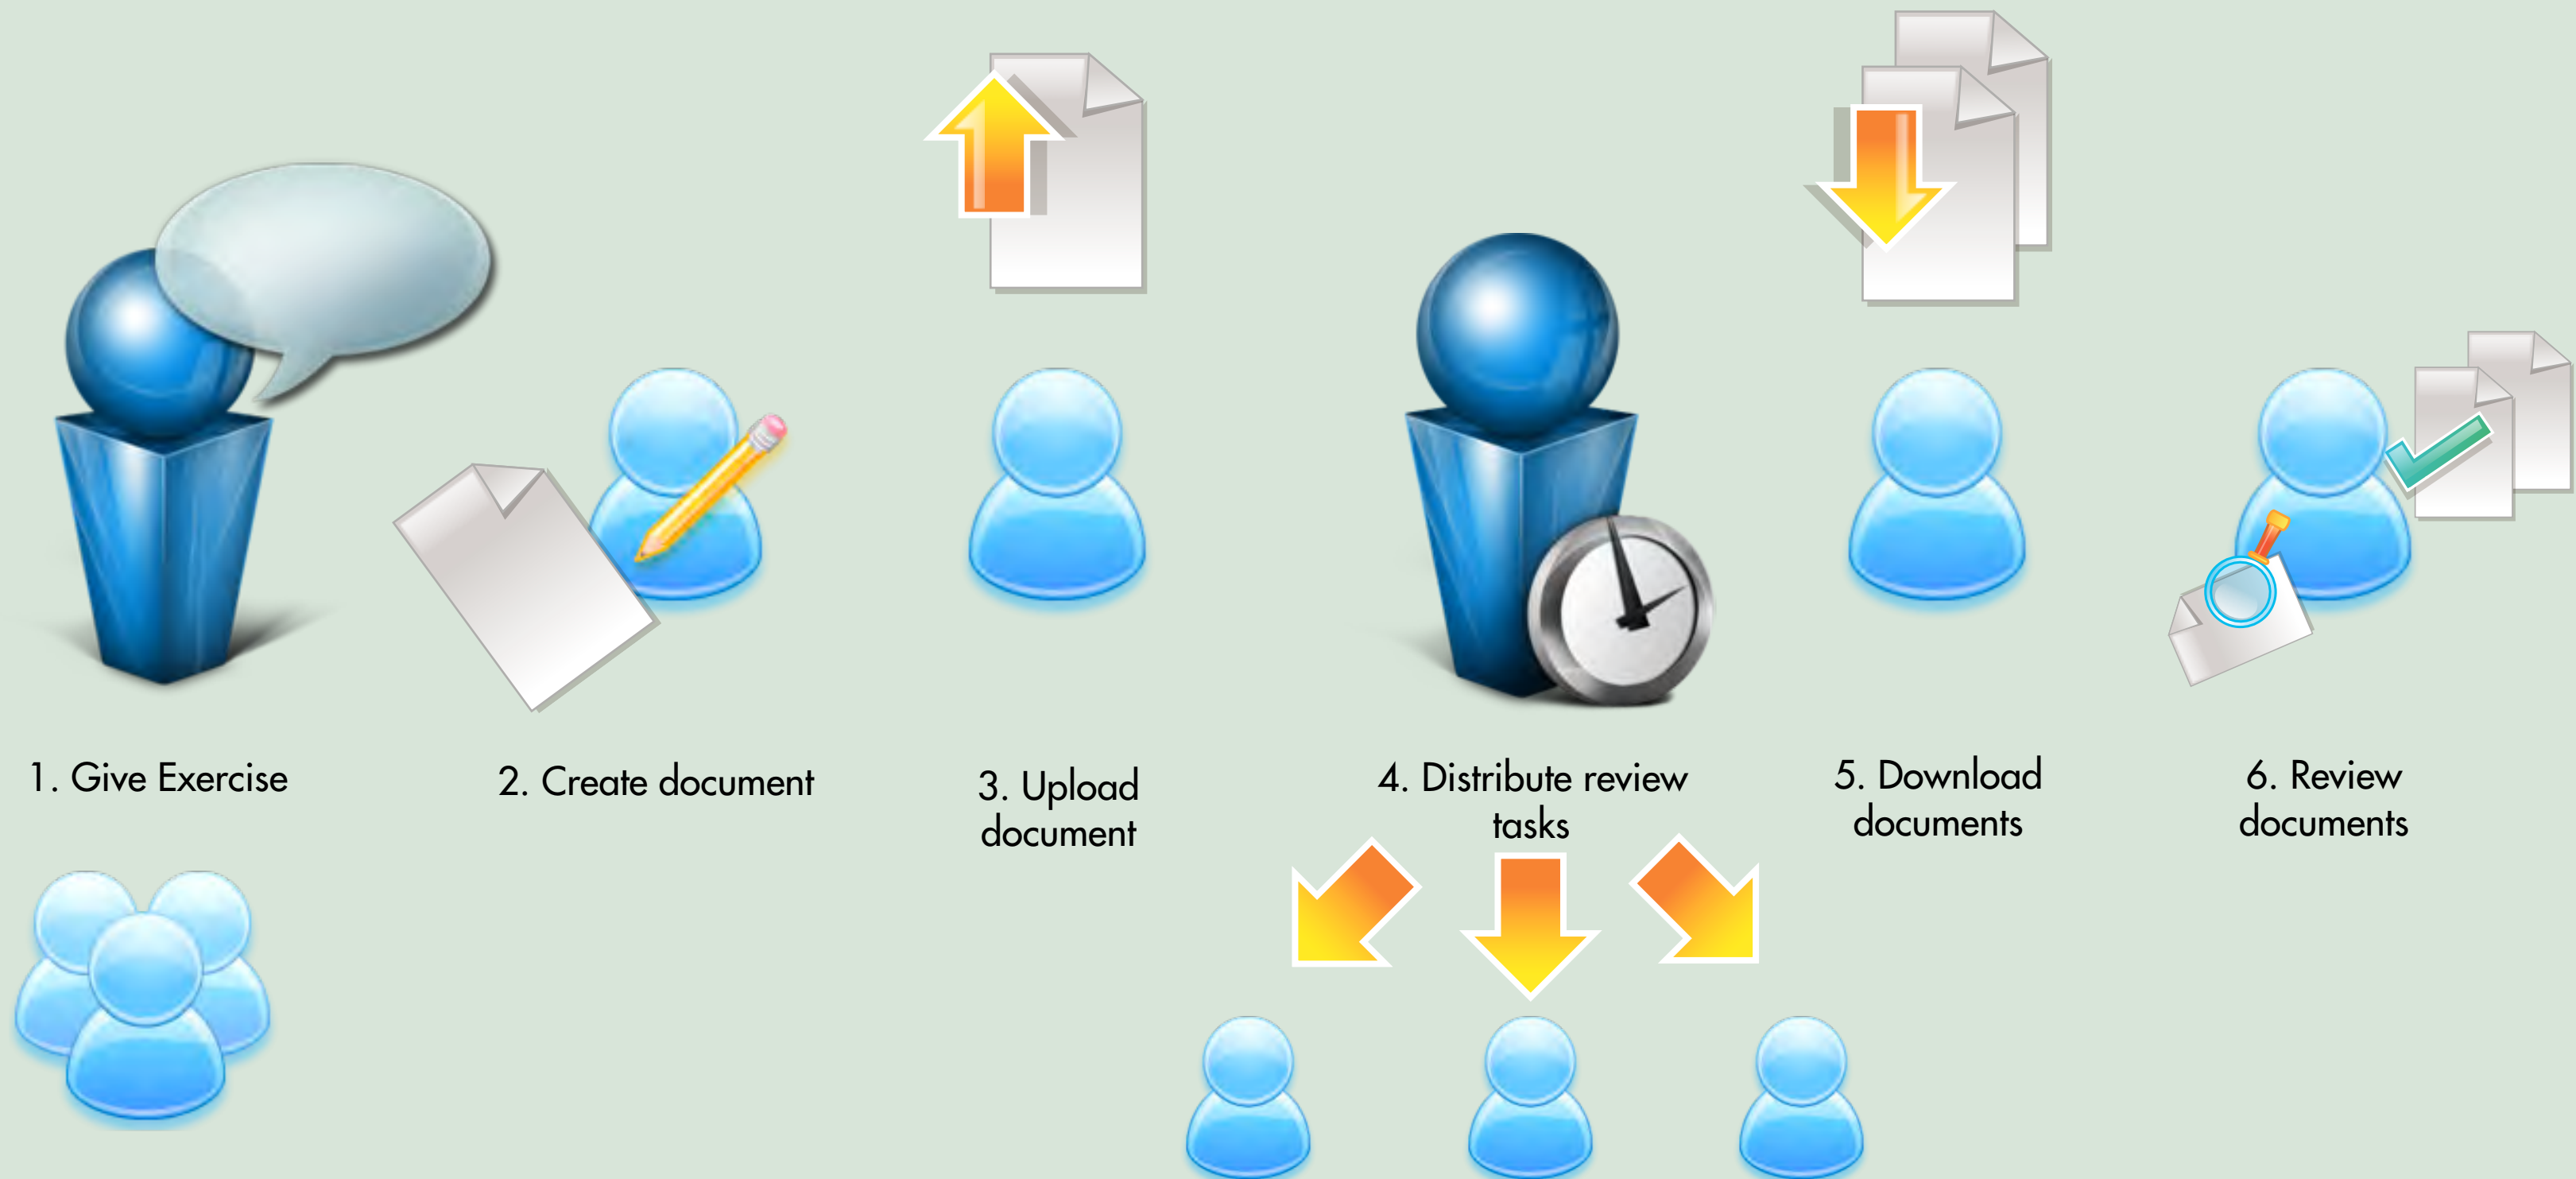 1. Give Exercise
2. Create document
3. Upload
document
4. Distribute review
tasks
5. Download
documents
6. Review
documents